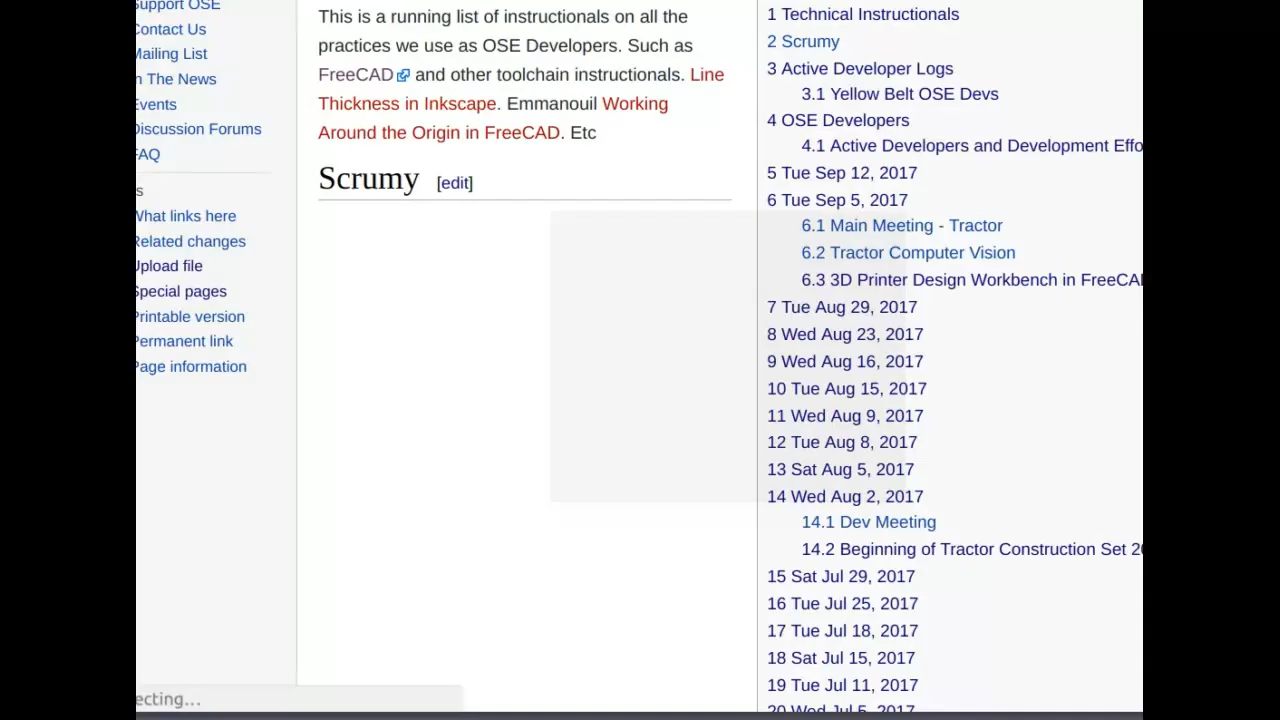 Support OSE
Contact Us
Mailing List
n The News
Events
Discussion Forums
FAQ
s
What links here
Related changes
Upload file
Special pages
Printable version
Permanent link
Page information
ecting...
This is a running list of instructionals on all the
practices we use as OSE Developers. Such as
FreeCAD and other toolchain instructionals. Line
Thickness in Inkscape. Emmanouil Working
Around the Origin in FreeCAD. Etc
Scrumy [edit]
1 Technical Instructionals
2 Scrumy
3 Active Developer Logs
3.1 Yellow Belt OSE Devs
4 OSE Developers
4.1 Active Developers and Development Effo
5 Tue Sep 12, 2017
6 Tue Sep 5, 2017
6.1 Main Meeting - Tractor
6.2 Tractor Computer Vision
6.3 3D Printer Design Workbench in FreeCAD
7 Tue Aug 29, 2017
8 Wed Aug 23, 2017
9 Wed Aug 16, 2017
10 Tue Aug 15, 2017
11 Wed Aug 9, 2017
12 Tue Aug 8, 2017
13 Sat Aug 5, 2017
14 Wed Aug 2, 2017
14.1 Dev Meeting
14.2 Beginning of Tractor Construction Set 20
15 Sat Jul 29, 2017
16 Tue Jul 25, 2017
17 Tue Jul 18, 2017
18 Sat Jul 15, 2017
19 Tue Jul 11, 2017
20 Wed Jul 5, 2017